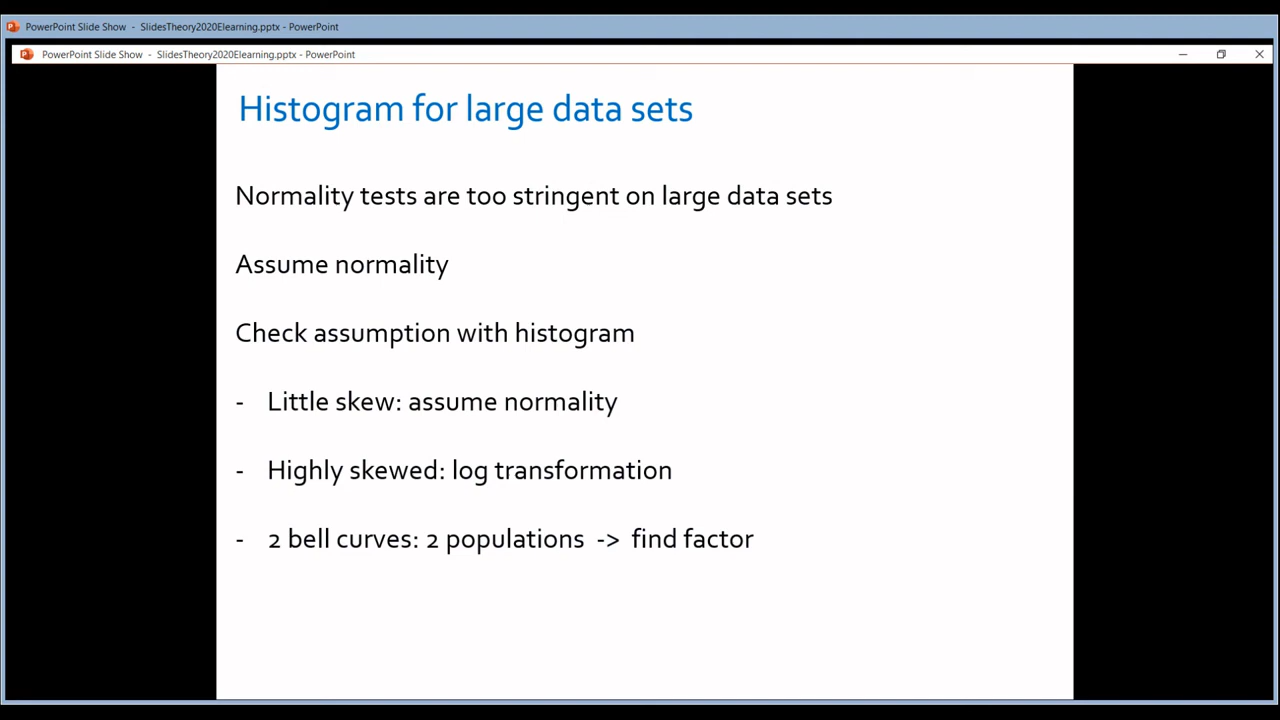 PowerPoint Slide Show - SlidesTheory2020Elearning.pptx - PowerPoint
PowerPoint Slide Show - SlidesTheory2020Elearning.pptx - PowerPoint
Histogram for large data sets
Normality tests are too stringent on large data sets
Assume normality
Check assumption with histogram
- Little skew: assume normality
- Highly skewed: log transformation
- 2 bell curves: 2 populations -> find factor